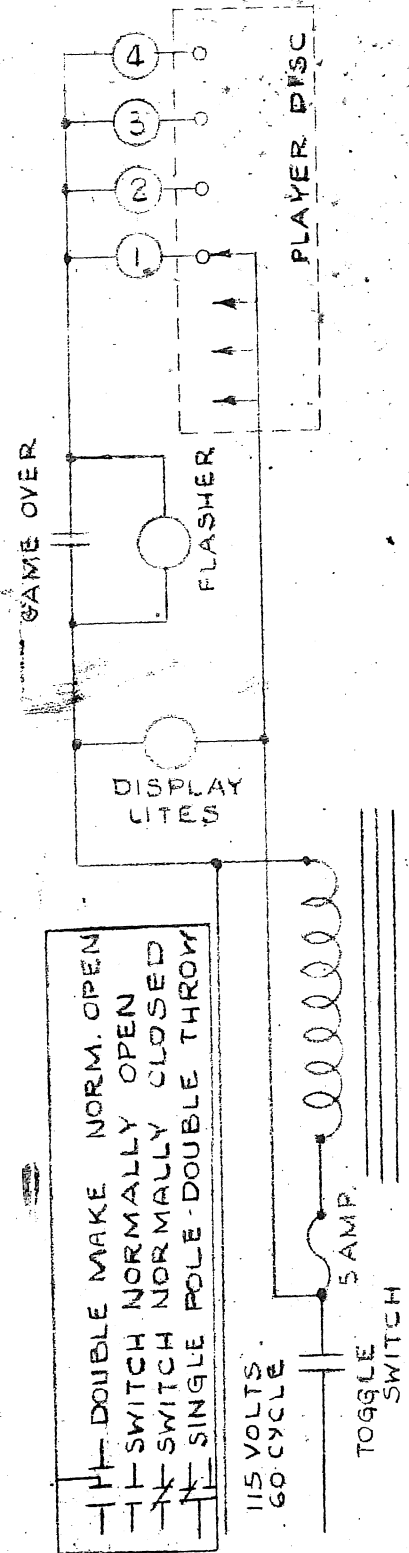 DOUBLE MAKE NORM. OPEN
SWITCH NORMALLY OPEN
SWITCH NORMALLY CLOSED
SINGLE POLE-DOUBLE THROW
115 VOLTS
60 CYCLE
TOGGLE
SWITCH
5 AMP.
DISPLAY
LITES
GAME OVER
FLASHER
1
2
3
4
PLAYER DISC